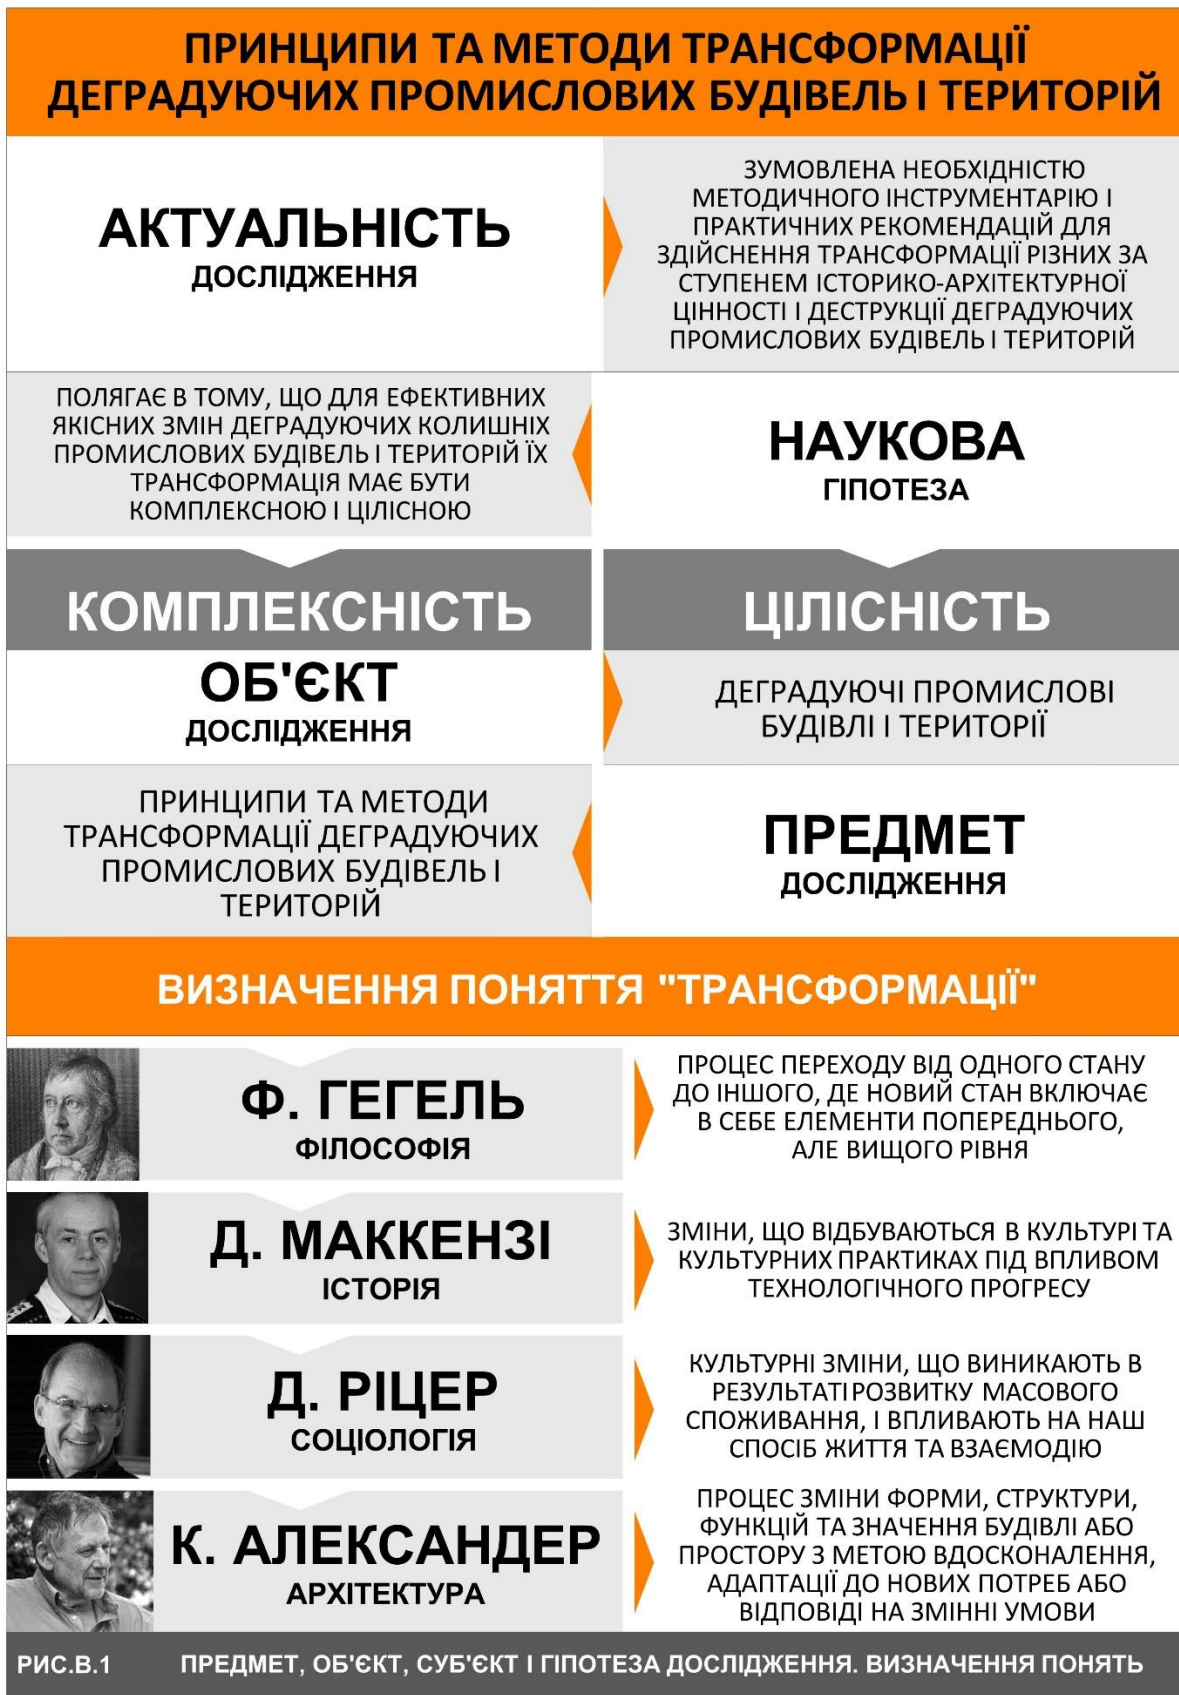 ПРИНЦИПИ ТА МЕТОДИ ТРАНСФОРМАЦІЇ
ДЕГРАДУЮЧИХ ПРОМИСЛОВИХ БУДІВЕЛЬ І ТЕРИТОРІЙ
АКТУАЛЬНІСТЬ
ДОСЛІДЖЕННЯ
ЗУМОВЛЕНА НЕОБХІДНІСТЮ
МЕТОДИЧНОГО ІНСТРУМЕНТАРІЮ І
ПРАКТИЧНИХ РЕКОМЕНДАЦІЙ ДЛЯ
ЗДІЙСНЕННЯ ТРАНСФОРМАЦІЇ РІЗНИХ ЗА
СТУПЕНЕМ ІСТОРИКО-АРХІТЕКТУРНОЇ
ЦІННОСТІ І ДЕСТРУКЦІЇ ДЕГРАДУЮЧИХ
ПРОМИСЛОВИХ БУДІВЕЛЬ І ТЕРИТОРІЙ
ПОЛЯГАЄ В ТОМУ, ЩО ДЛЯ ЕФЕКТИВНИХ
ЯКІСНИХ ЗМІН ДЕГРАДУЮЧИХ КОЛИШНІХ
ПРОМИСЛОВИХ БУДІВЕЛЬ І ТЕРИТОРІЙ ЇХ
ТРАНСФОРМАЦІЯ МАЄ БУТИ
КОМПЛЕКСНОЮ І ЦІЛІСНОЮ
НАУКОВА
ГІПОТЕЗА
КОМПЛЕКСНІСТЬ
ЦІЛІСНІСТЬ
ОБ'ЄКТ
ДОСЛІДЖЕННЯ
ДЕГРАДУЮЧІ ПРОМИСЛОВІ
БУДІВЛІ І ТЕРИТОРІЇ
ПРИНЦИПИ ТА МЕТОДИ
ТРАНСФОРМАЦІЇ ДЕГРАДУЮЧИХ
ПРОМИСЛОВИХ БУДІВЕЛЬ І
ТЕРИТОРІЙ
ПРЕДМЕТ
ДОСЛІДЖЕННЯ
ВИЗНАЧЕННЯ ПОНЯТТЯ "ТРАНСФОРМАЦІЇ"
Ф. ГЕГЕЛЬ
ФІЛОСОФІЯ
ПРОЦЕС ПЕРЕХОДУ ВІД ОДНОГО СТАНУ
ДО ІНШОГО, ДЕ НОВИЙ СТАН ВКЛЮЧАЄ
В СЕБЕ ЕЛЕМЕНТИ ПОПЕРЕДНЬОГО,
АЛЕ ВИЩОГО РІВНЯ
Д. МАККЕНЗІ
ІСТОРІЯ
ЗМІНИ, ЩО ВІДБУВАЮТЬСЯ В КУЛЬТУРІ ТА
КУЛЬТУРНИХ ПРАКТИКАХ ПІД ВПЛИВОМ
ТЕХНОЛОГІЧНОГО ПРОГРЕСУ
Д. РІЦЕР
СОЦІОЛОГІЯ
КУЛЬТУРНІ ЗМІНИ, ЩО ВИНИКАЮТЬ В
РЕЗУЛЬТАТІ РОЗВИТКУ МАСОВОГО
СПОЖИВАННЯ, І ВПЛИВАЮТЬ НА НАШ
СПОСІБ ЖИТТЯ ТА ВЗАЄМОДІЮ
К. АЛЕКСАНДЕР
АРХІТЕКТУРА
ПРОЦЕС ЗМІНИ ФОРМИ, СТРУКТУРИ,
ФУНКЦІЙ ТА ЗНАЧЕННЯ БУДІВЛІ АБО
ПРОСТОРУ З МЕТОЮ ВДОСКОНАЛЕННЯ,
АДАПТАЦІЇ ДО НОВИХ ПОТРЕБ АБО
ВІДПОВІДІ НА ЗМІННІ УМОВИ
РИС.В.1 ПРЕДМЕТ, ОБ'ЄКТ, СУБ'ЄКТ І ГІПОТЕЗА ДОСЛІДЖЕННЯ. ВИЗНАЧЕННЯ ПОНЯТЬ